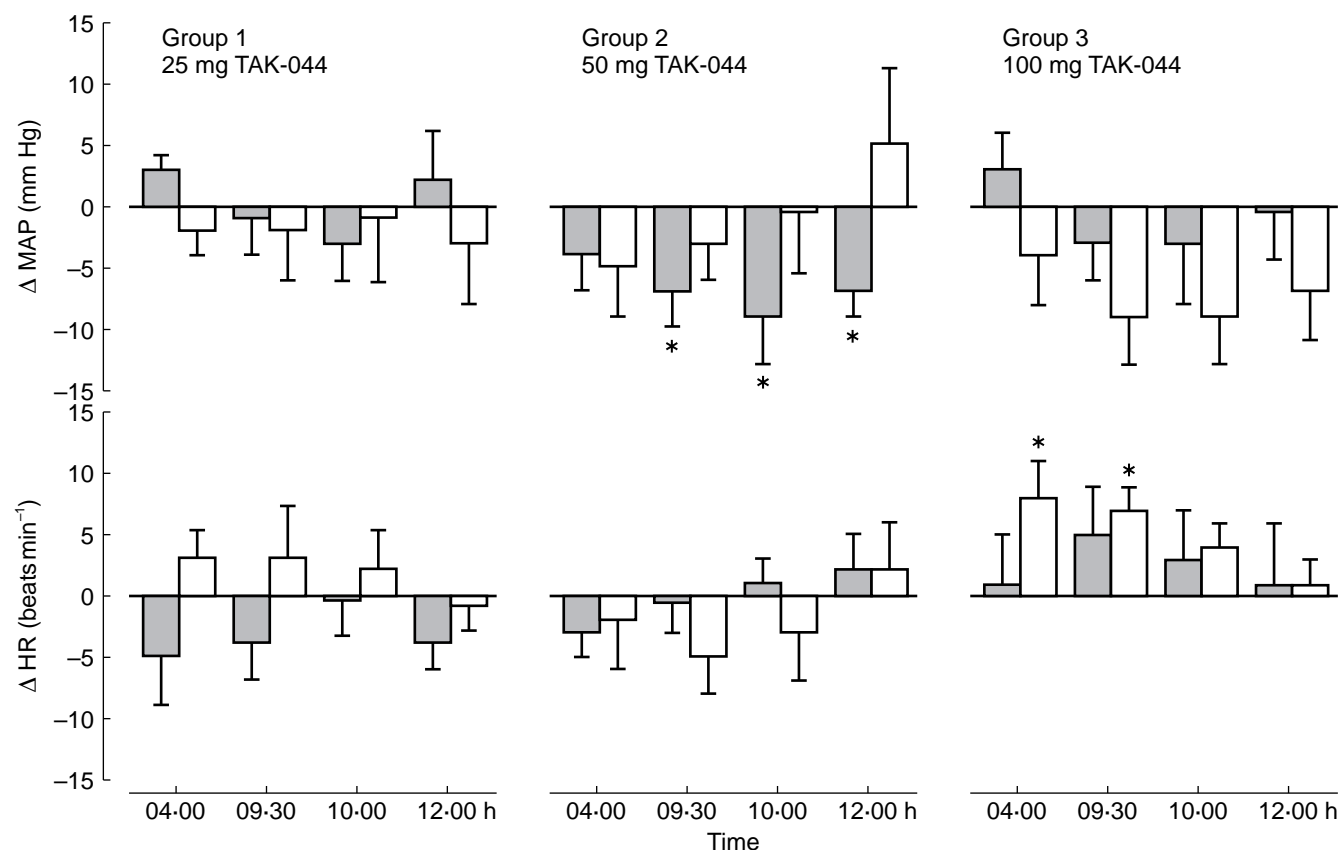 Group 1
25 mg TAK-044
Group 2
50 mg TAK-044
Group 3
100 mg TAK-044
Δ MAP (mm Hg)
15
10
5
0
–5
–10
–15
*
*
*
Δ HR (beats min⁻¹)
15
10
5
0
–5
–10
–15
*
*
04·00 09·30 10·00 12·00 h
04·00 09·30 10·00 12·00 h
04·00 09·30 10·00 12·00 h
Time